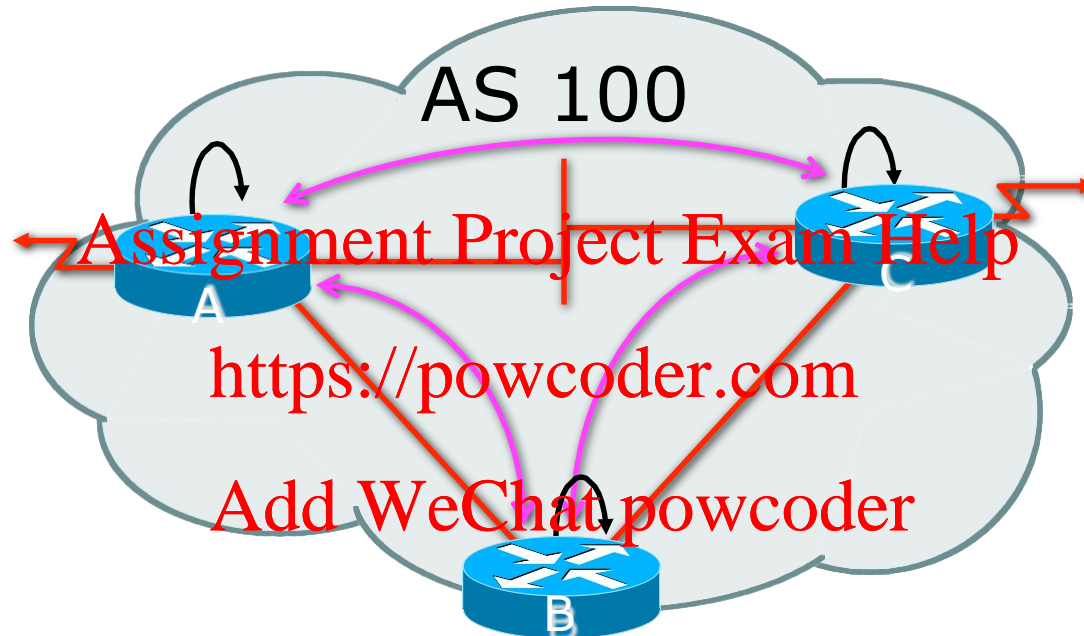 AS 100
Assignment Project Exam Help
C
A
https://powcoder.com
Add WeChat powcoder
B